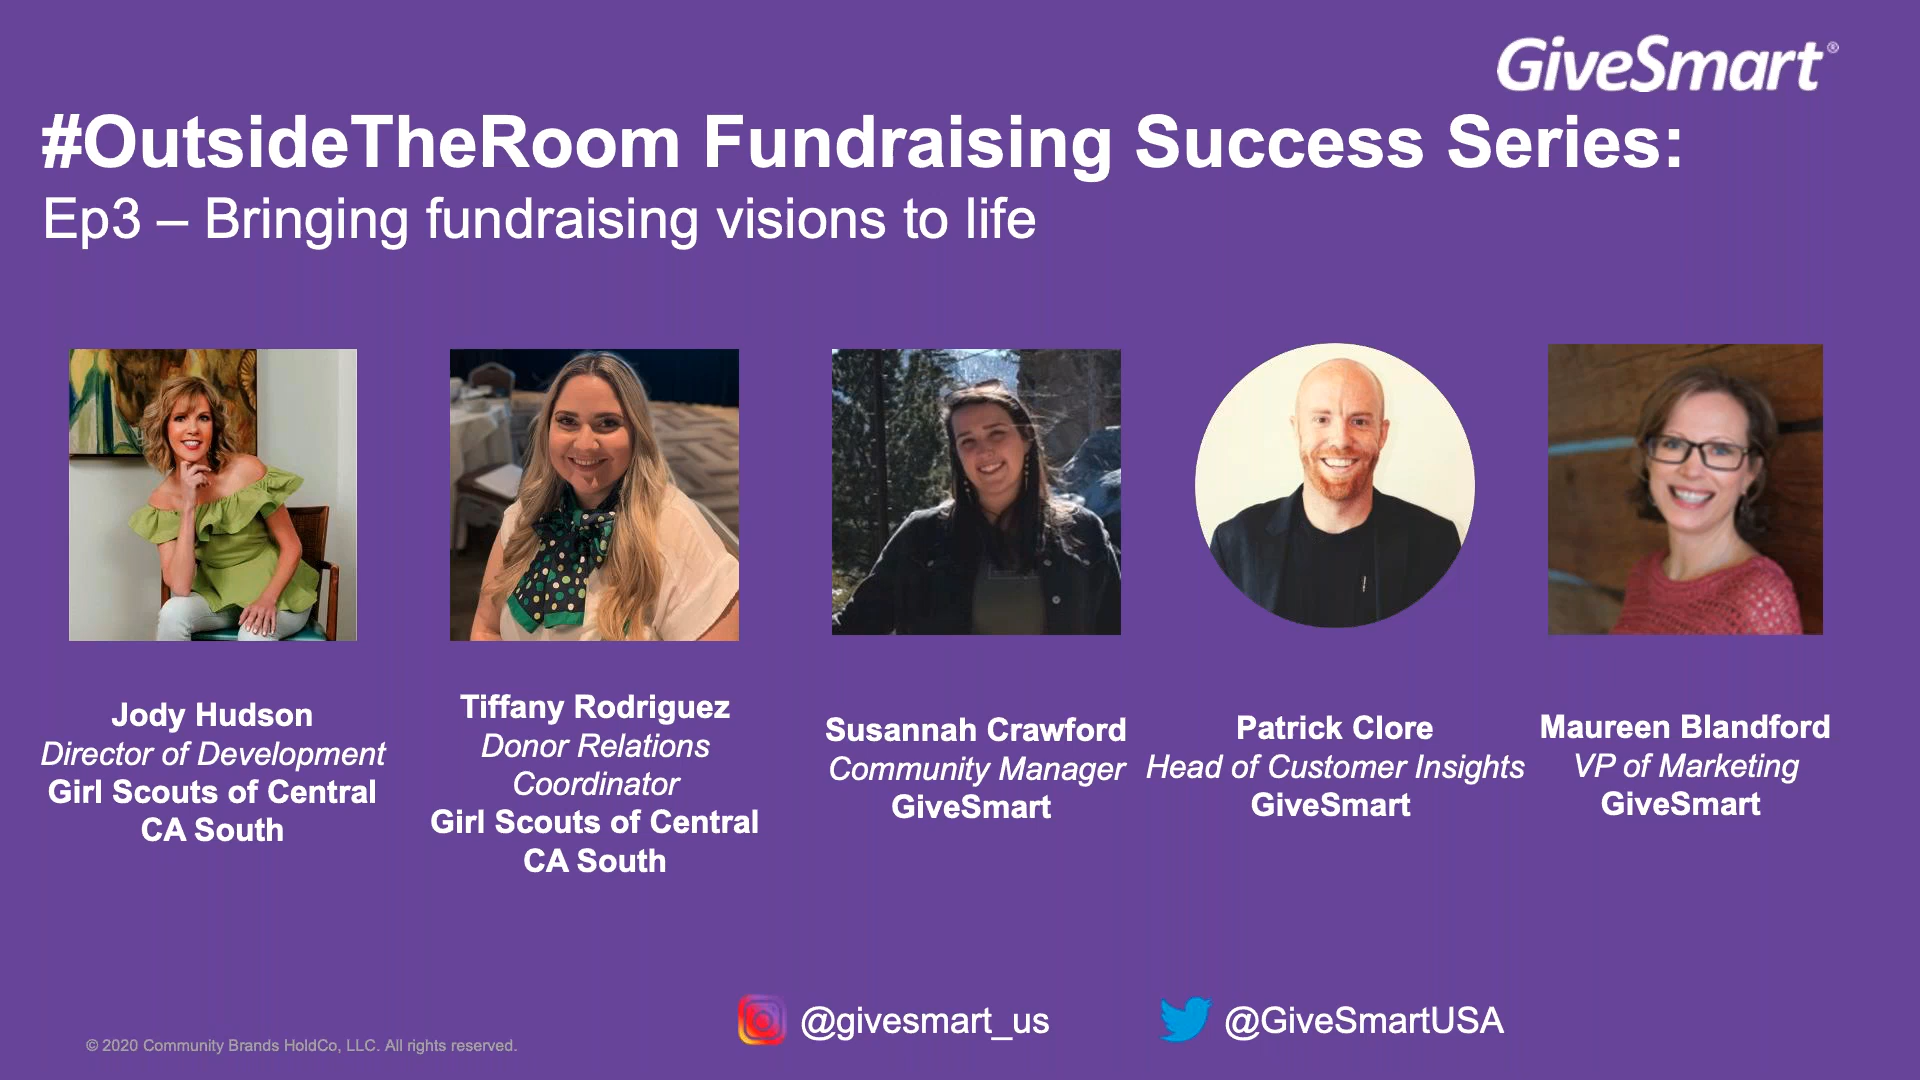 GiveSmart®
#OutsideTheRoom Fundraising Success Series:
Ep3 – Bringing fundraising visions to life
Jody Hudson
Director of Development
Girl Scouts of Central
CA South
Tiffany Rodriguez
Donor Relations
Coordinator
Girl Scouts of Central
CA South
Susannah Crawford
Community Manager
GiveSmart
Patrick Clore
Head of Customer Insights
GiveSmart
Maureen Blandford
VP of Marketing
GiveSmart
@givesmart_us
@GiveSmartUSA
© 2020 Community Brands HoldCo, LLC. All rights reserved.